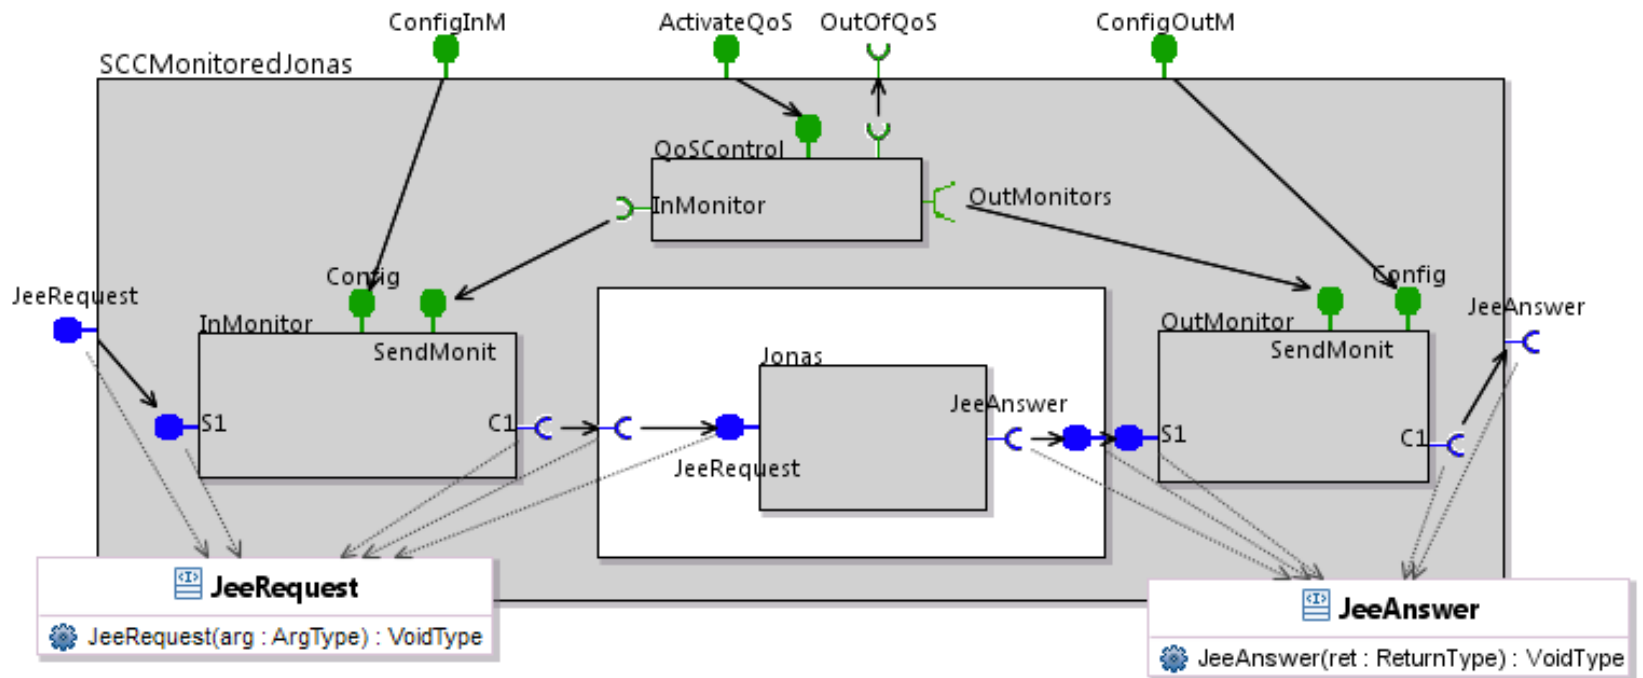 ConfigInM
ActivateQoS
OutOfQoS
ConfigOutM
SCCMonitoredJonas
QoSControl
InMonitor
OutMonitors
Config
Config
JeeRequest
JeeAnswer
InMonitor
OutMonitor
SendMonit
SendMonit
Jonas
JeeAnswer
S1
C1
S1
C1
JeeRequest
<I> JeeRequest
JeeRequest(arg : ArgType) : VoidType
<I> JeeAnswer
JeeAnswer(ret : ReturnType) : VoidType